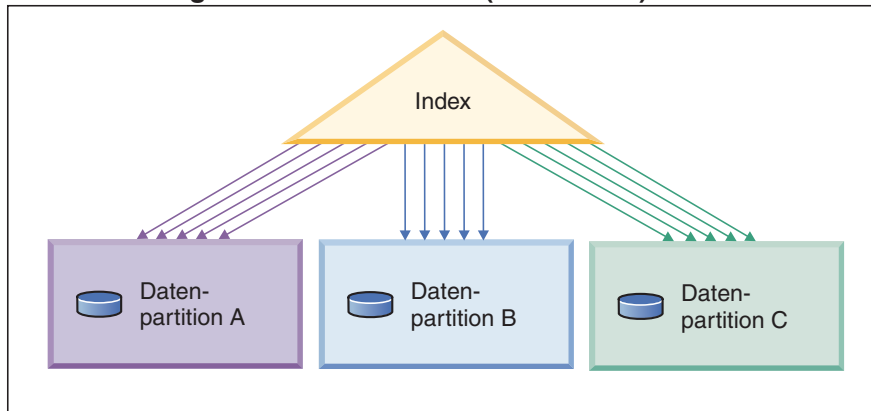 Index
Daten-
partition A
Daten-
partition B
Daten-
partition C